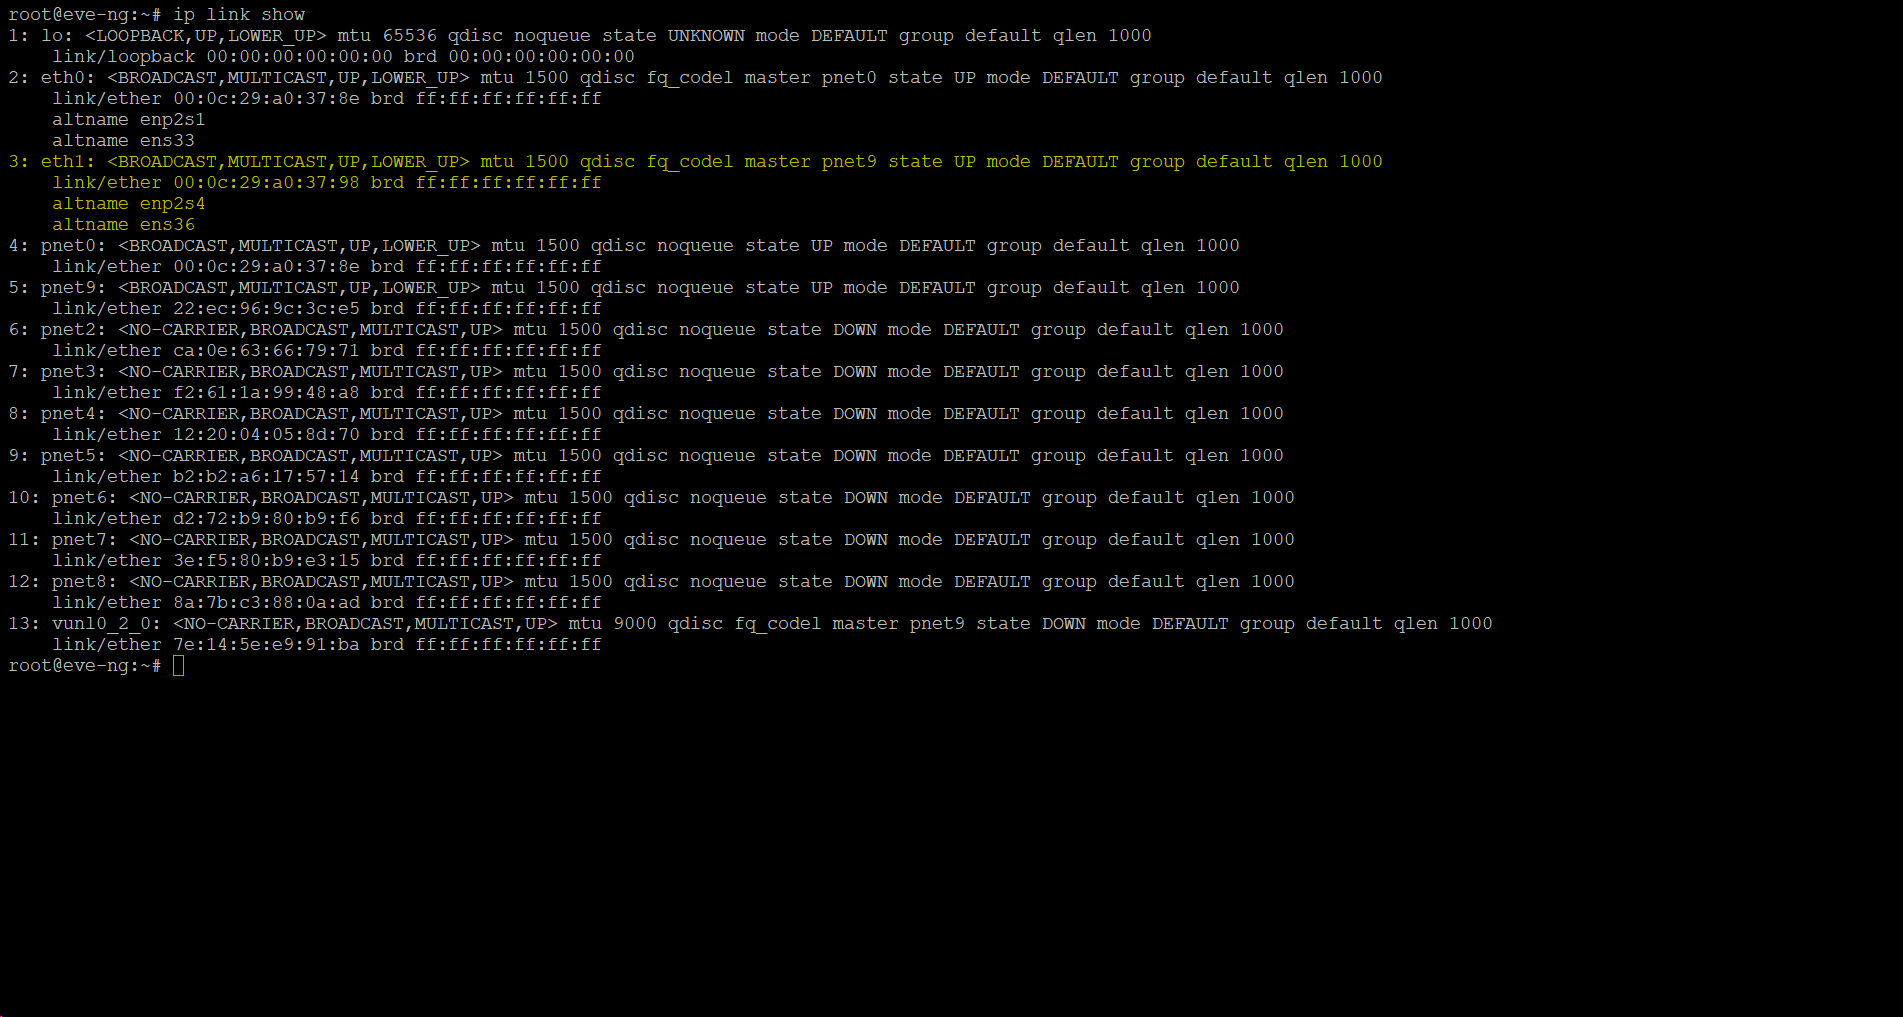 root@eve-ng:~# ip link show
1: lo: <LOOPBACK,UP,LOWER_UP> mtu 65536 qdisc noqueue state UNKNOWN mode DEFAULT group default qlen 1000
    link/loopback 00:00:00:00:00:00 brd 00:00:00:00:00:00
2: eth0: <BROADCAST,MULTICAST,UP,LOWER_UP> mtu 1500 qdisc fq_codel master pnet0 state UP mode DEFAULT group default qlen 1000
    link/ether 00:0c:29:a0:37:8e brd ff:ff:ff:ff:ff:ff
    altname enp2s1
    altname ens33
3: eth1: <BROADCAST,MULTICAST,UP,LOWER_UP> mtu 1500 qdisc fq_codel master pnet9 state UP mode DEFAULT group default qlen 1000
    link/ether 00:0c:29:a0:37:98 brd ff:ff:ff:ff:ff:ff
    altname enp2s4
    altname ens36
4: pnet0: <BROADCAST,MULTICAST,UP,LOWER_UP> mtu 1500 qdisc noqueue state UP mode DEFAULT group default qlen 1000
    link/ether 00:0c:29:a0:37:8e brd ff:ff:ff:ff:ff:ff
5: pnet9: <BROADCAST,MULTICAST,UP,LOWER_UP> mtu 1500 qdisc noqueue state UP mode DEFAULT group default qlen 1000
    link/ether 22:ec:96:9c:3c:e5 brd ff:ff:ff:ff:ff:ff
6: pnet2: <NO-CARRIER,BROADCAST,MULTICAST,UP> mtu 1500 qdisc noqueue state DOWN mode DEFAULT group default qlen 1000
    link/ether ca:0e:63:66:79:71 brd ff:ff:ff:ff:ff:ff
7: pnet3: <NO-CARRIER,BROADCAST,MULTICAST,UP> mtu 1500 qdisc noqueue state DOWN mode DEFAULT group default qlen 1000
    link/ether f2:61:1a:99:48:a8 brd ff:ff:ff:ff:ff:ff
8: pnet4: <NO-CARRIER,BROADCAST,MULTICAST,UP> mtu 1500 qdisc noqueue state DOWN mode DEFAULT group default qlen 1000
    link/ether 12:20:04:05:8d:70 brd ff:ff:ff:ff:ff:ff
9: pnet5: <NO-CARRIER,BROADCAST,MULTICAST,UP> mtu 1500 qdisc noqueue state DOWN mode DEFAULT group default qlen 1000
    link/ether b2:b2:a6:17:57:14 brd ff:ff:ff:ff:ff:ff
10: pnet6: <NO-CARRIER,BROADCAST,MULTICAST,UP> mtu 1500 qdisc noqueue state DOWN mode DEFAULT group default qlen 1000
    link/ether d2:72:b9:80:b9:f6 brd ff:ff:ff:ff:ff:ff
11: pnet7: <NO-CARRIER,BROADCAST,MULTICAST,UP> mtu 1500 qdisc noqueue state DOWN mode DEFAULT group default qlen 1000
    link/ether 3e:f5:80:b9:e3:15 brd ff:ff:ff:ff:ff:ff
12: pnet8: <NO-CARRIER,BROADCAST,MULTICAST,UP> mtu 1500 qdisc noqueue state DOWN mode DEFAULT group default qlen 1000
    link/ether 8a:7b:c3:88:0a:ad brd ff:ff:ff:ff:ff:ff
13: vunl0_2_0: <NO-CARRIER,BROADCAST,MULTICAST,UP> mtu 9000 qdisc fq_codel master pnet9 state DOWN mode DEFAULT group default qlen 1000
    link/ether 7e:14:5e:e9:91:ba brd ff:ff:ff:ff:ff:ff
root@eve-ng:~#